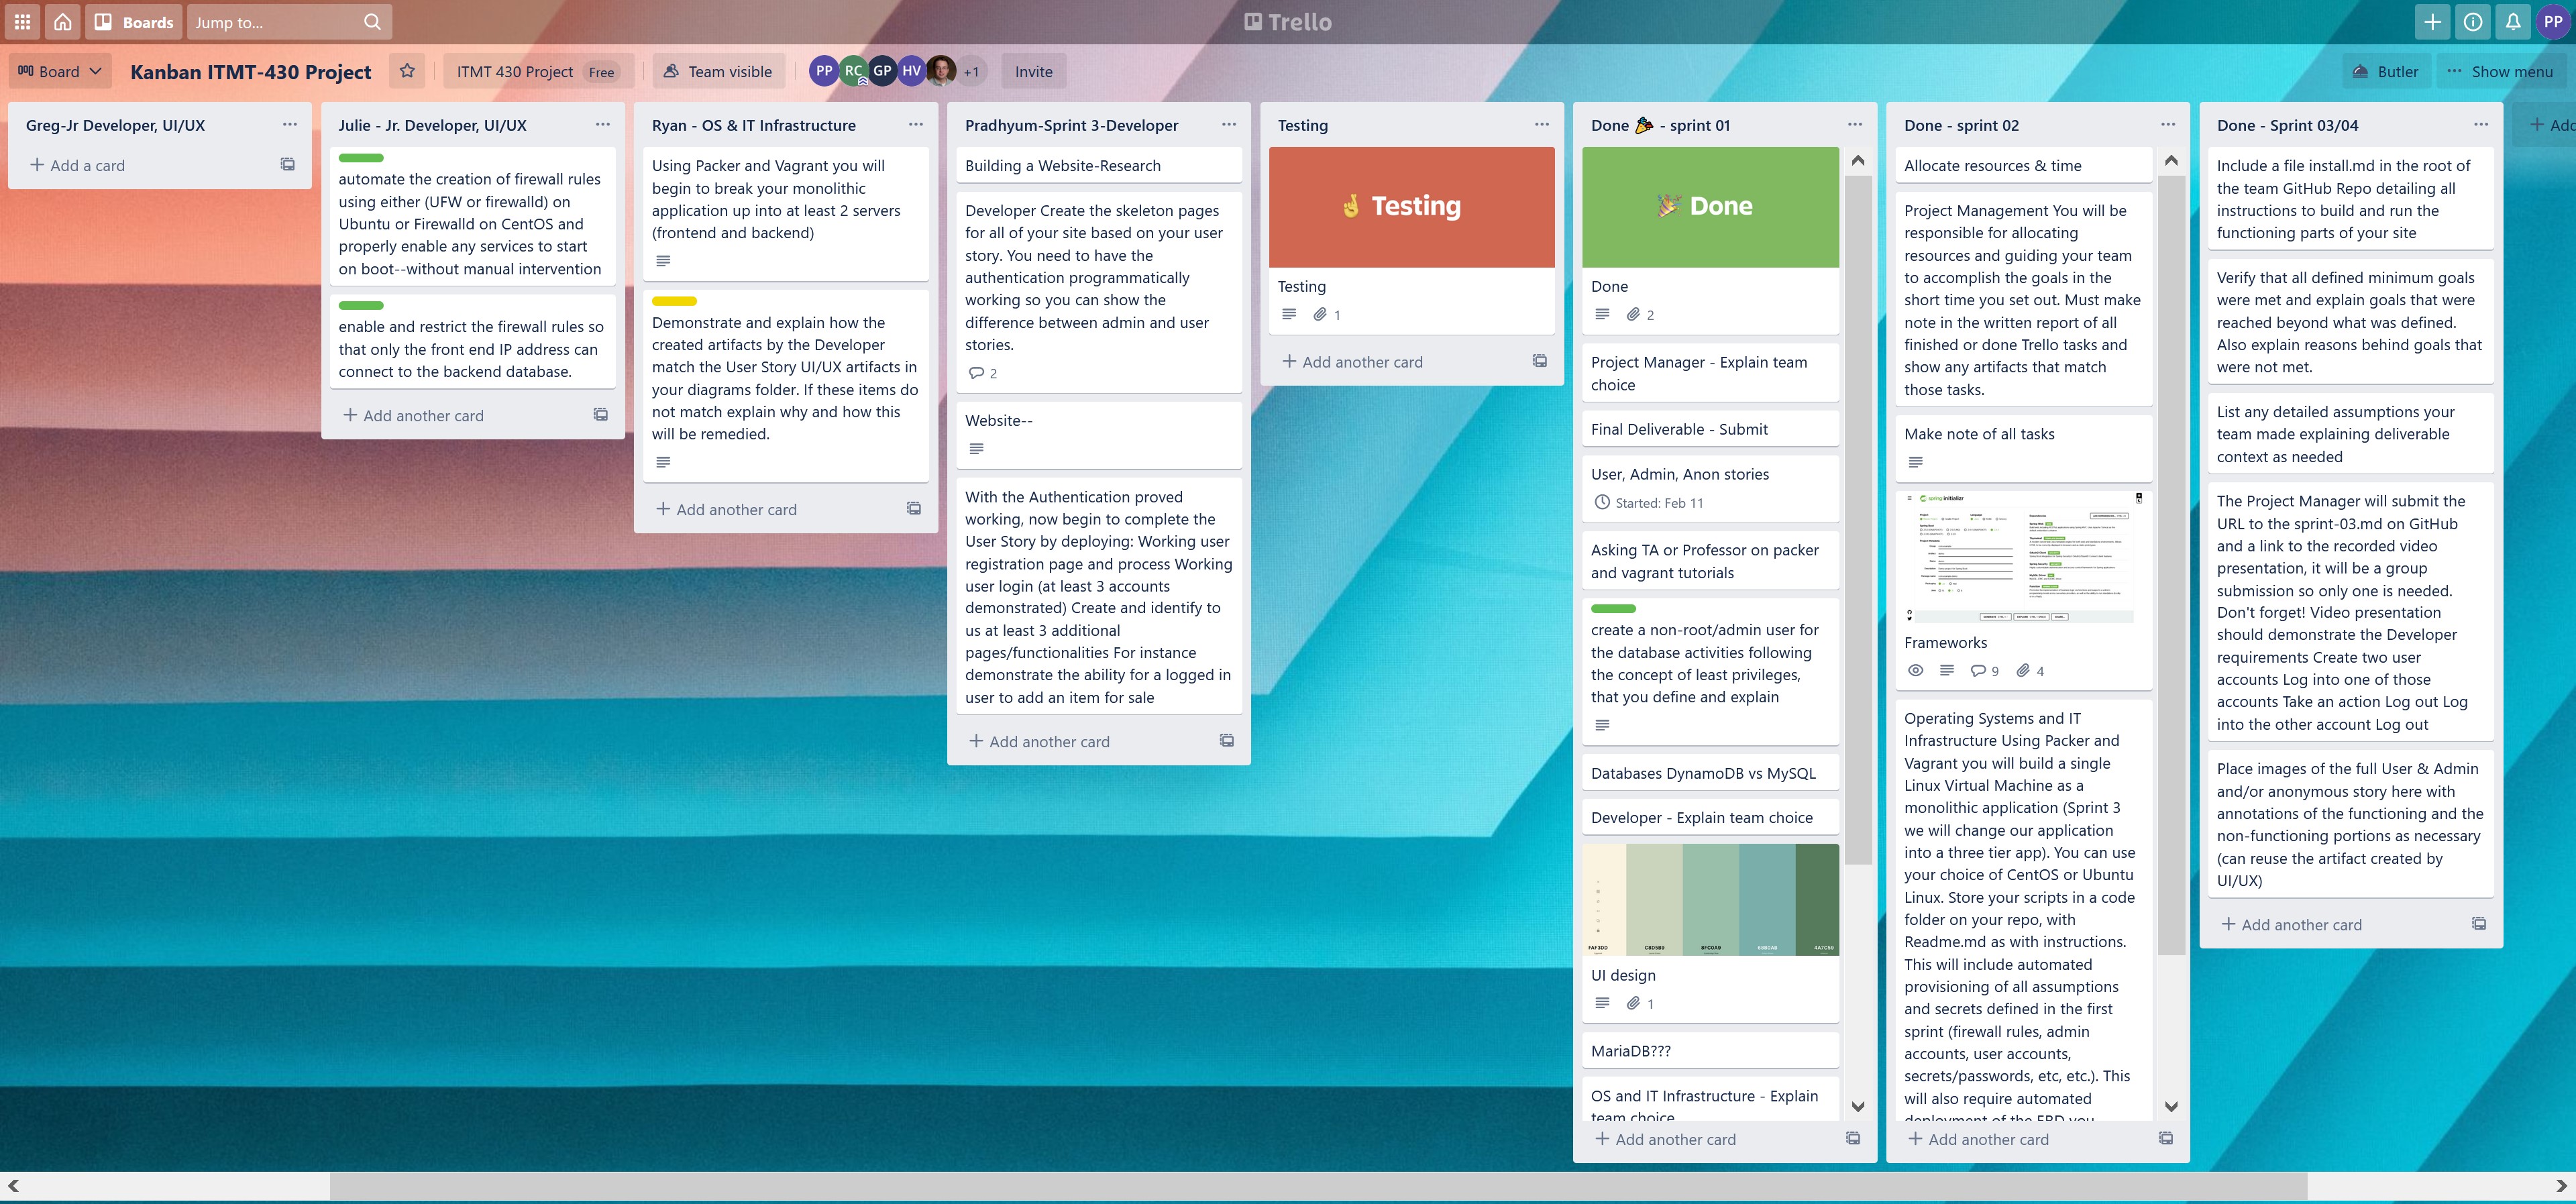 Boards
Jump to...
Trello
PP
Board
Kanban ITMT-430 Project
ITMT 430 Project
Free
Team visible
PP
RC
GP
HV
+1
Invite
Butler
Show menu
Greg-Jr Developer, UI/UX
Add a card
Julie - Jr. Developer, UI/UX
automate the creation of firewall rules
using either (UFW or firewalld) on
Ubuntu or Firewalld on CentOS and
properly enable any services to start
on boot--without manual intervention
enable and restrict the firewall rules so
that only the front end IP address can
connect to the backend database.
Add another card
Ryan - OS & IT Infrastructure
Using Packer and Vagrant you will
begin to break your monolithic
application up into at least 2 servers
(frontend and backend)
Demonstrate and explain how the
created artifacts by the Developer
match the User Story UI/UX artifacts in
your diagrams folder. If these items do
not match explain why and how this
will be remedied.
Add another card
Pradhyum-Sprint 3-Developer
Building a Website-Research
Developer Create the skeleton pages
for all of your site based on your user
story. You need to have the
authentication programmatically
working so you can show the
difference between admin and user
stories.
2
Website--
With the Authentication proved
working, now begin to complete the
User Story by deploying: Working user
registration page and process Working
user login (at least 3 accounts
demonstrated) Create and identify to
us at least 3 additional
pages/functionalities For instance
demonstrate the ability for a logged in
user to add an item for sale
Add another card
Testing
Testing
Testing
1
Add another card
Done - sprint 01
Done
Done
2
Project Manager - Explain team
choice
Final Deliverable - Submit
User, Admin, Anon stories
Started: Feb 11
Asking TA or Professor on packer
and vagrant tutorials
create a non-root/admin user for
the database activities following
the concept of least privileges,
that you define and explain
Databases DynamoDB vs MySQL
Developer - Explain team choice
FAF3DD
C8D5B9
8FC0A9
68B0AB
4A7C59
UI design
1
MariaDB???
OS and IT Infrastructure - Explain
team choice
Add another card
Done - sprint 02
Allocate resources & time
Project Management You will be
responsible for allocating
resources and guiding your team
to accomplish the goals in the
short time you set out. Must make
note in the written report of all
finished or done Trello tasks and
show any artifacts that match
those tasks.
Make note of all tasks
spring initializr
Frameworks
9
4
Operating Systems and IT
Infrastructure Using Packer and
Vagrant you will build a single
Linux Virtual Machine as a
monolithic application (Sprint 3
we will change our application
into a three tier app). You can use
your choice of CentOS or Ubuntu
Linux. Store your scripts in a code
folder on your repo, with
Readme.md as with instructions.
This will include automated
provisioning of all assumptions
and secrets defined in the first
sprint (firewall rules, admin
accounts, user accounts,
secrets/passwords, etc, etc.). This
will also require automated
deployment of the ERD you
Add another card
Done - Sprint 03/04
Include a file install.md in the root of
the team GitHub Repo detailing all
instructions to build and run the
functioning parts of your site
Verify that all defined minimum goals
were met and explain goals that were
reached beyond what was defined.
Also explain reasons behind goals that
were not met.
List any detailed assumptions your
team made explaining deliverable
context as needed
The Project Manager will submit the
URL to the sprint-03.md on GitHub
and a link to the recorded video
presentation, it will be a group
submission so only one is needed.
Don't forget! Video presentation
should demonstrate the Developer
requirements Create two user
accounts Log into one of those
accounts Take an action Log out Log
into the other account Log out
Place images of the full User & Admin
and/or anonymous story here with
annotations of the functioning and the
non-functioning portions as necessary
(can reuse the artifact created by
UI/UX)
Add another card
Add